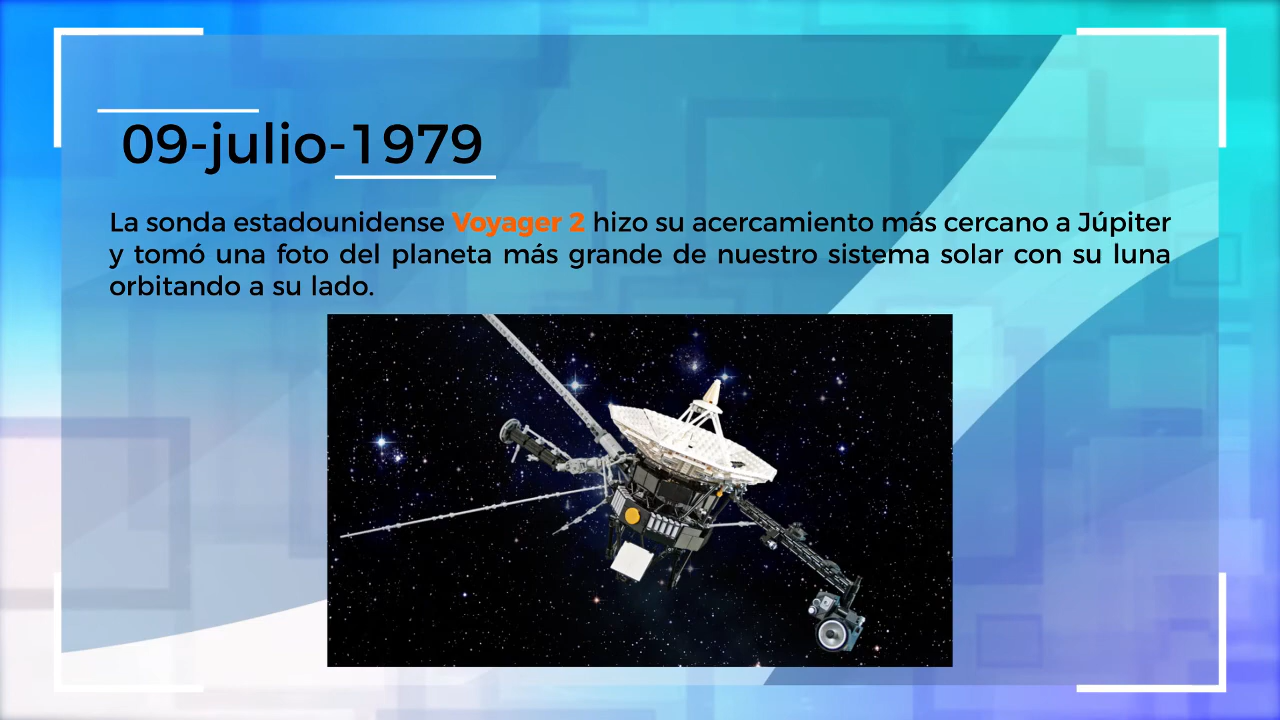 09-julio-1979
La sonda estadounidense Voyager 2 hizo su acercamiento más cercano a Júpiter
y tomó una foto del planeta más grande de nuestro sistema solar con su luna
orbitando a su lado.